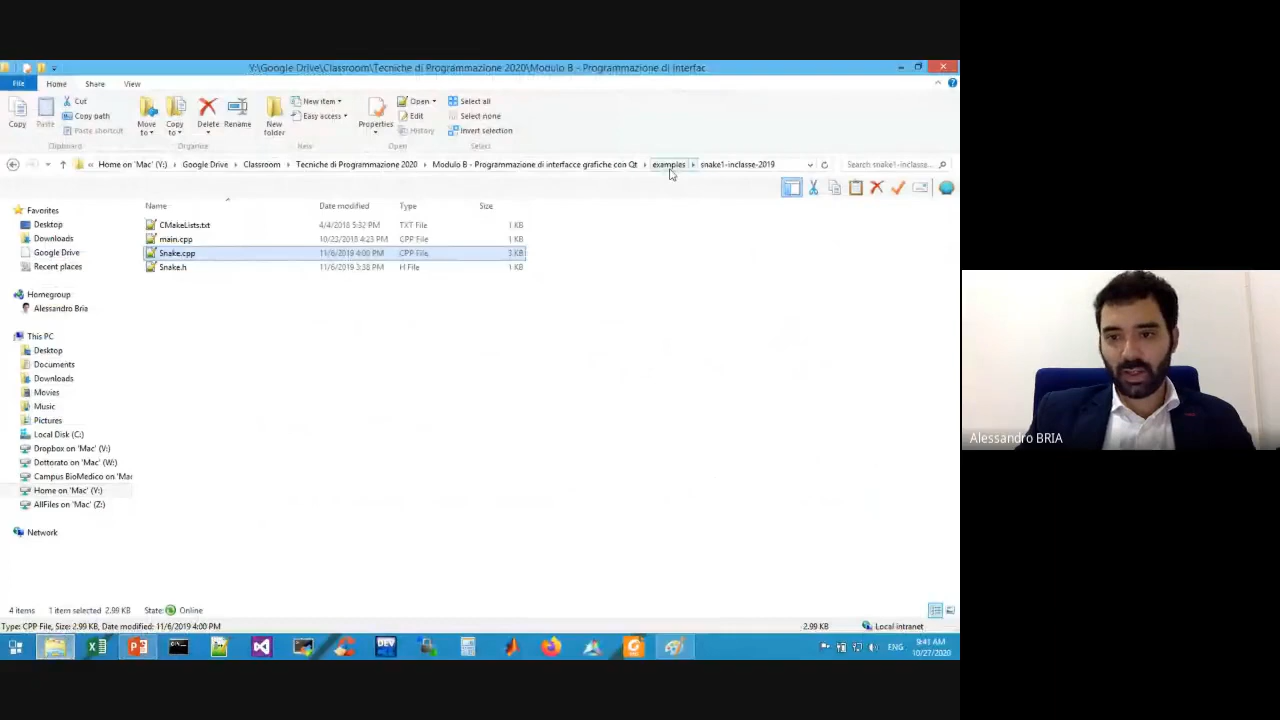 Y:\Google Drive\Classroom\Tecniche di Programmazione 2020\Modulo B - Programmazione di interfac
File Home Share View
Copy Paste Cut Copy path Paste shortcut Move to Copy to Delete Rename New folder New item Easy access Properties Open Edit History Select all Select none Invert selection
Clipboard Organize New Open Select
Home on 'Mac' (Y:) Google Drive Classroom Tecniche di Programmazione 2020 Modulo B - Programmazione di interfacce grafiche con Qt examples snake1-inclasse-2019 Search snake1-inclasse...
Name Date modified Type Size
CMakeLists.txt 4/4/2018 5:32 PM TXT File 1 KB
main.cpp 10/23/2018 4:23 PM CPP File 1 KB
Snake.cpp 11/6/2019 4:00 PM CPP File 3 KB
Snake.h 11/6/2019 3:38 PM H File 1 KB
Favorites
Desktop
Downloads
Google Drive
Recent places
Homegroup
Alessandro Bria
This PC
Desktop
Documents
Downloads
Movies
Music
Pictures
Local Disk (C:)
Dropbox on 'Mac' (V:)
Dottorato on 'Mac' (W:)
Campus BioMedico on 'Mac
Home on 'Mac' (Y:)
AllFiles on 'Mac' (Z:)
Network
Alessandro BRIA
4 items 1 item selected 2.99 KB State: Online
Type: CPP File, Size: 2.99 KB, Date modified: 11/6/2019 4:00 PM 2.99 KB Local intranet
DEV ENG 9:41 AM
10/27/2020